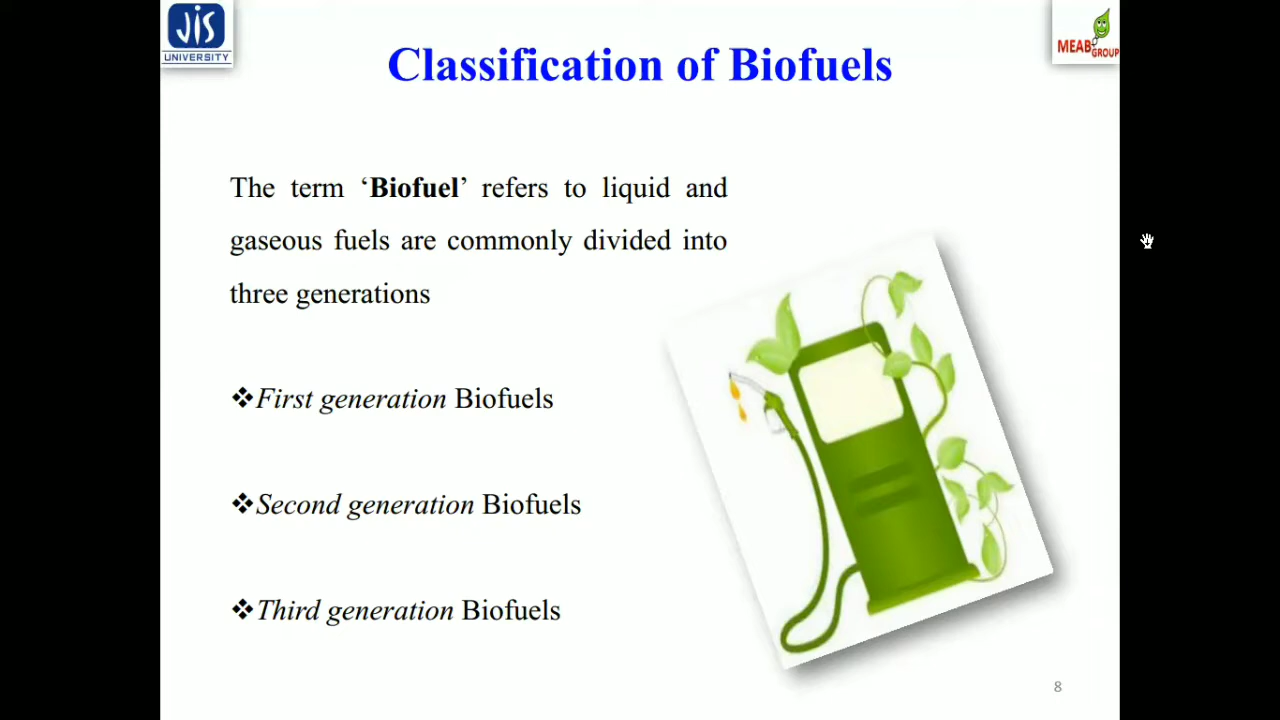 JIS
UNIVERSITY
MEAB
GROUP
Classification of Biofuels
The term ‘Biofuel’ refers to liquid and
gaseous fuels are commonly divided into
three generations
❖First generation Biofuels
❖Second generation Biofuels
❖Third generation Biofuels
8